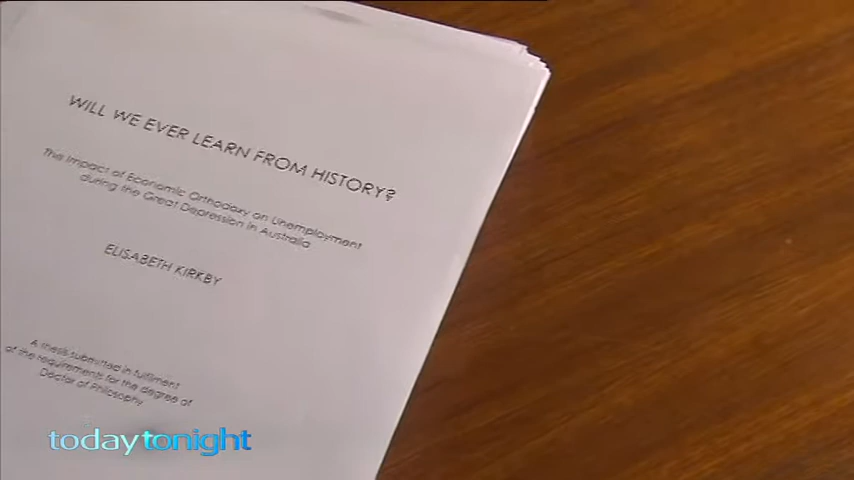 WILL WE EVER LEARN FROM HISTORY?
The Impact of Economic Orthodoxy on Unemployment
during the Great Depression in Australia
ELISABETH KIRKBY
A thesis submitted in fulfilment
of the requirements for the degree of
Doctor of Philosophy
todaytonight